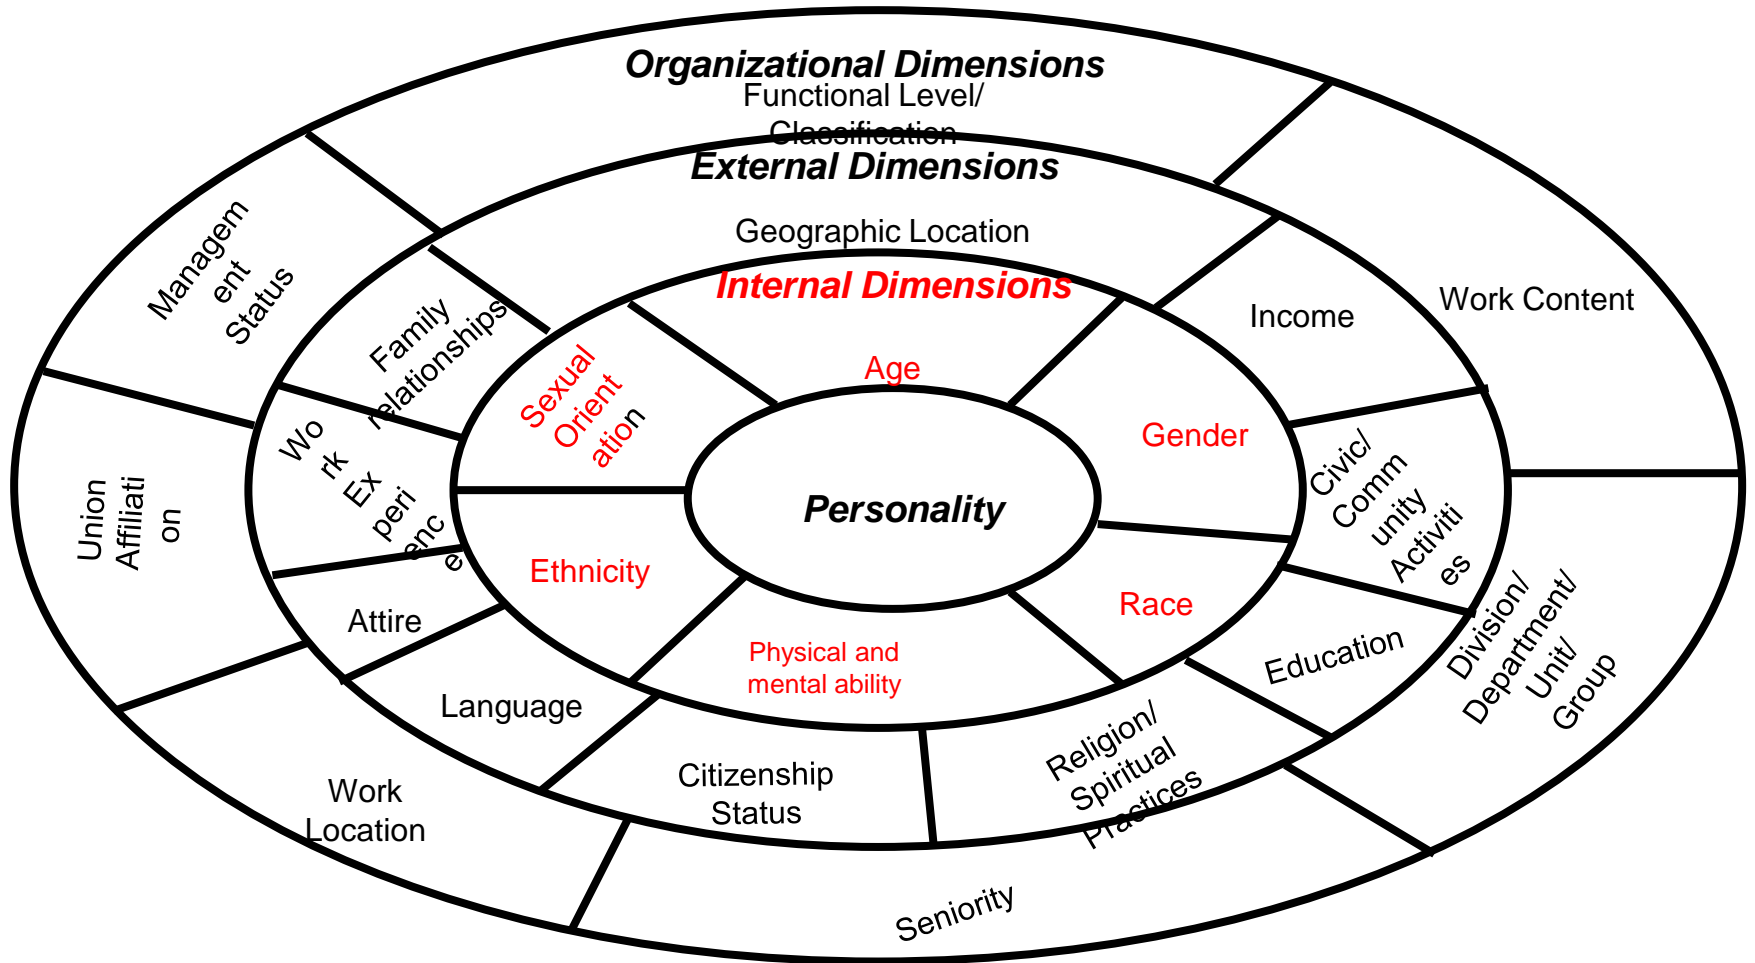 Organizational Dimensions
Functional Level/
Classification
External Dimensions
Geographic Location
Internal Dimensions
Age
Managem
ent
Status
Family
relationships
Sexual
Orient
ation
Income
Work Content
Gender
Civic/
Comm
unity
Activiti
es
Wo
rk
Ex
peri
enc
e
Union
Affiliati
on
Personality
Ethnicity
Race
Attire
Physical and
mental ability
Education
Division/
Department/
Unit/
Group
Language
Citizenship
Status
Religion/
Spiritual
Practices
Work
Location
Seniority